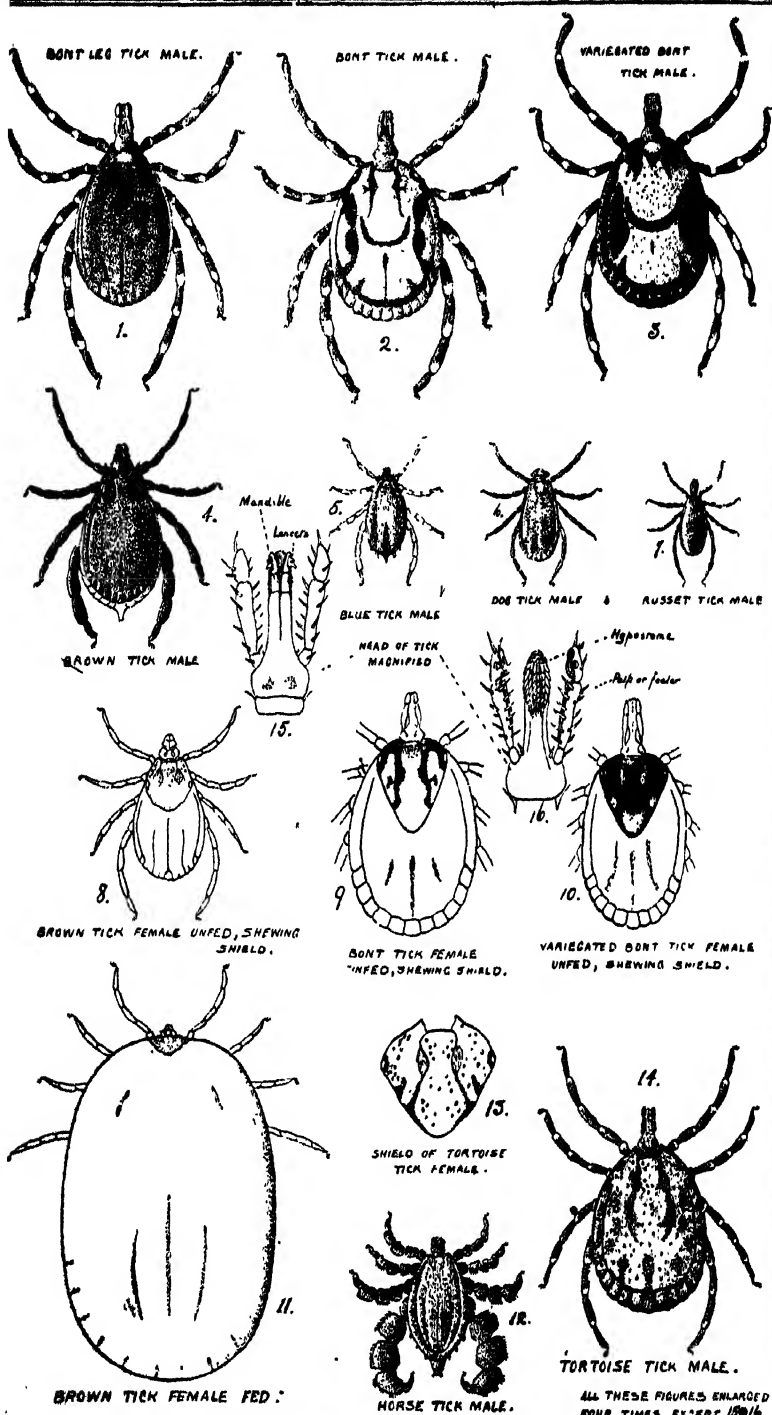 BONT LEG TICK MALE.
BONT TICK MALE.
VARIEGATED BONT
TICK MALE.
1.
2.
3.
4.
Mandible
Lancers
5.
6.
7.
BLUE TICK MALE
DOG TICK MALE
RUSSET TICK MALE
BROWN TICK MALE
HEAD OF TICK
MAGNIFIED
Hypostome
Palp or feeler
15.
16.
8.
9
10.
BROWN TICK FEMALE UNFED, SHEWING
SHIELD.
BONT TICK FEMALE
UNFED, SHEWING SHIELD.
VARIEGATED BONT TICK FEMALE
UNFED, SHEWING SHIELD.
13.
14.
SHIELD OF TORTOISE
TICK FEMALE.
11.
12.
BROWN TICK FEMALE FED.
HORSE TICK MALE.
TORTOISE TICK MALE.
ALL THESE FIGURES ENLARGED
FOUR TIMES EXCEPT 15 & 16